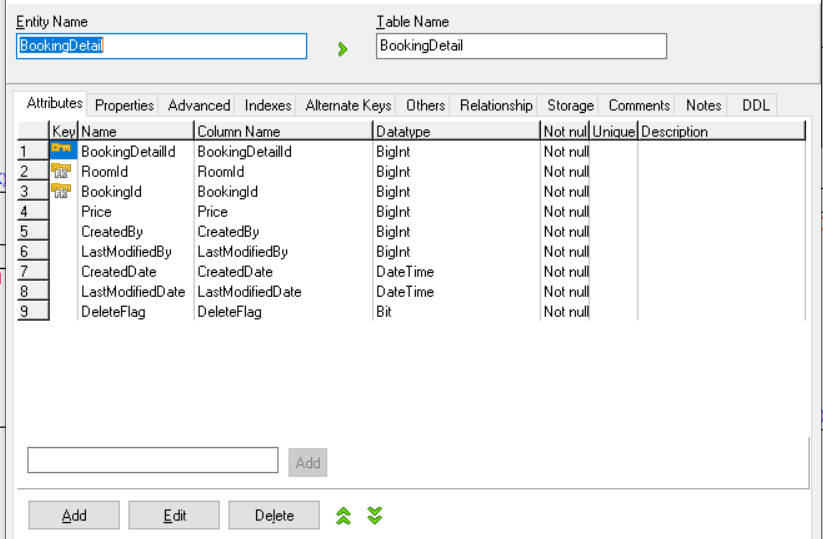 Entity Name Table Name
BookingDetail BookingDetail
Attributes Properties Advanced Indexes Alternate Keys Others Relationship Storage Comments Notes DDL
Key Name Column Name Datatype Not nul Unique Description
1 BookingDetailId BookingDetailId BigInt Not null
2 FK RoomId RoomId BigInt Not null
3 FK BookingId BookingId BigInt Not null
4 Price Price BigInt Not null
5 CreatedBy CreatedBy BigInt Not null
6 LastModifiedBy LastModifiedBy BigInt Not null
7 CreatedDate CreatedDate DateTime Not null
8 LastModifiedDate LastModifiedDate DateTime Not null
9 DeleteFlag DeleteFlag Bit Not null
Add
Add Edit Delete